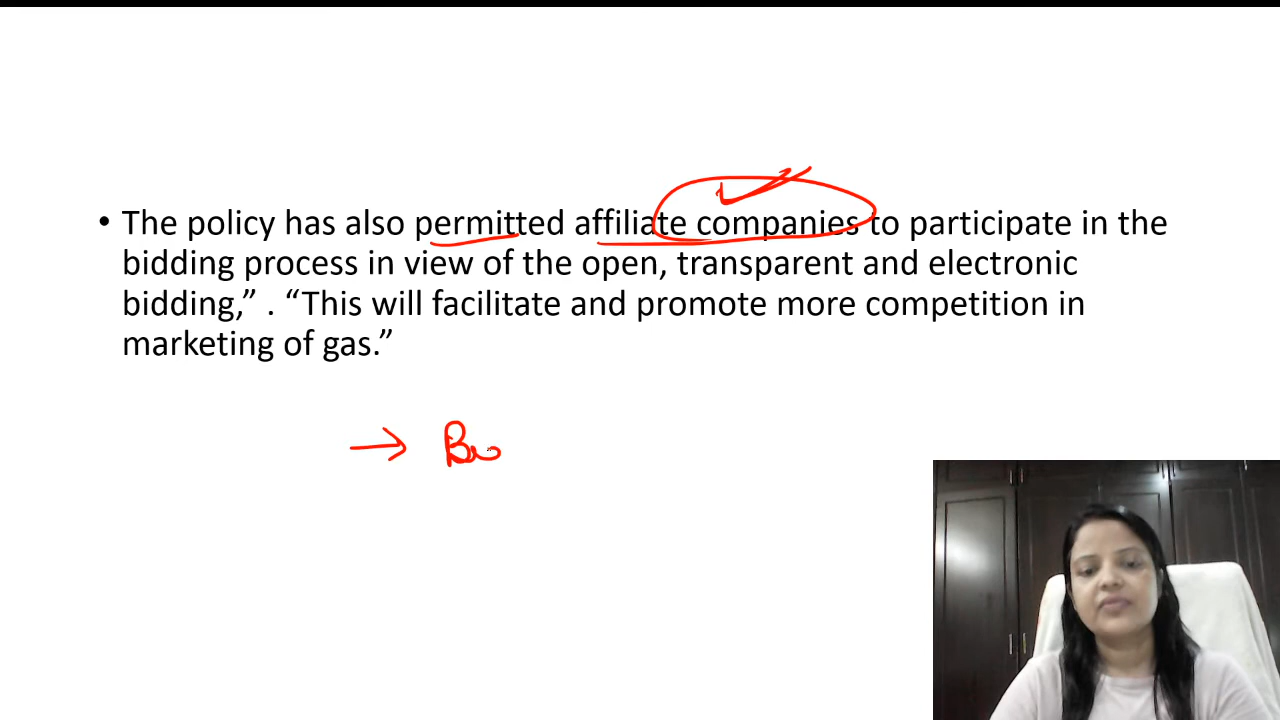 • The policy has also permitted affiliate companies to participate in the
bidding process in view of the open, transparent and electronic
bidding,” . “This will facilitate and promote more competition in
marketing of gas.”
→